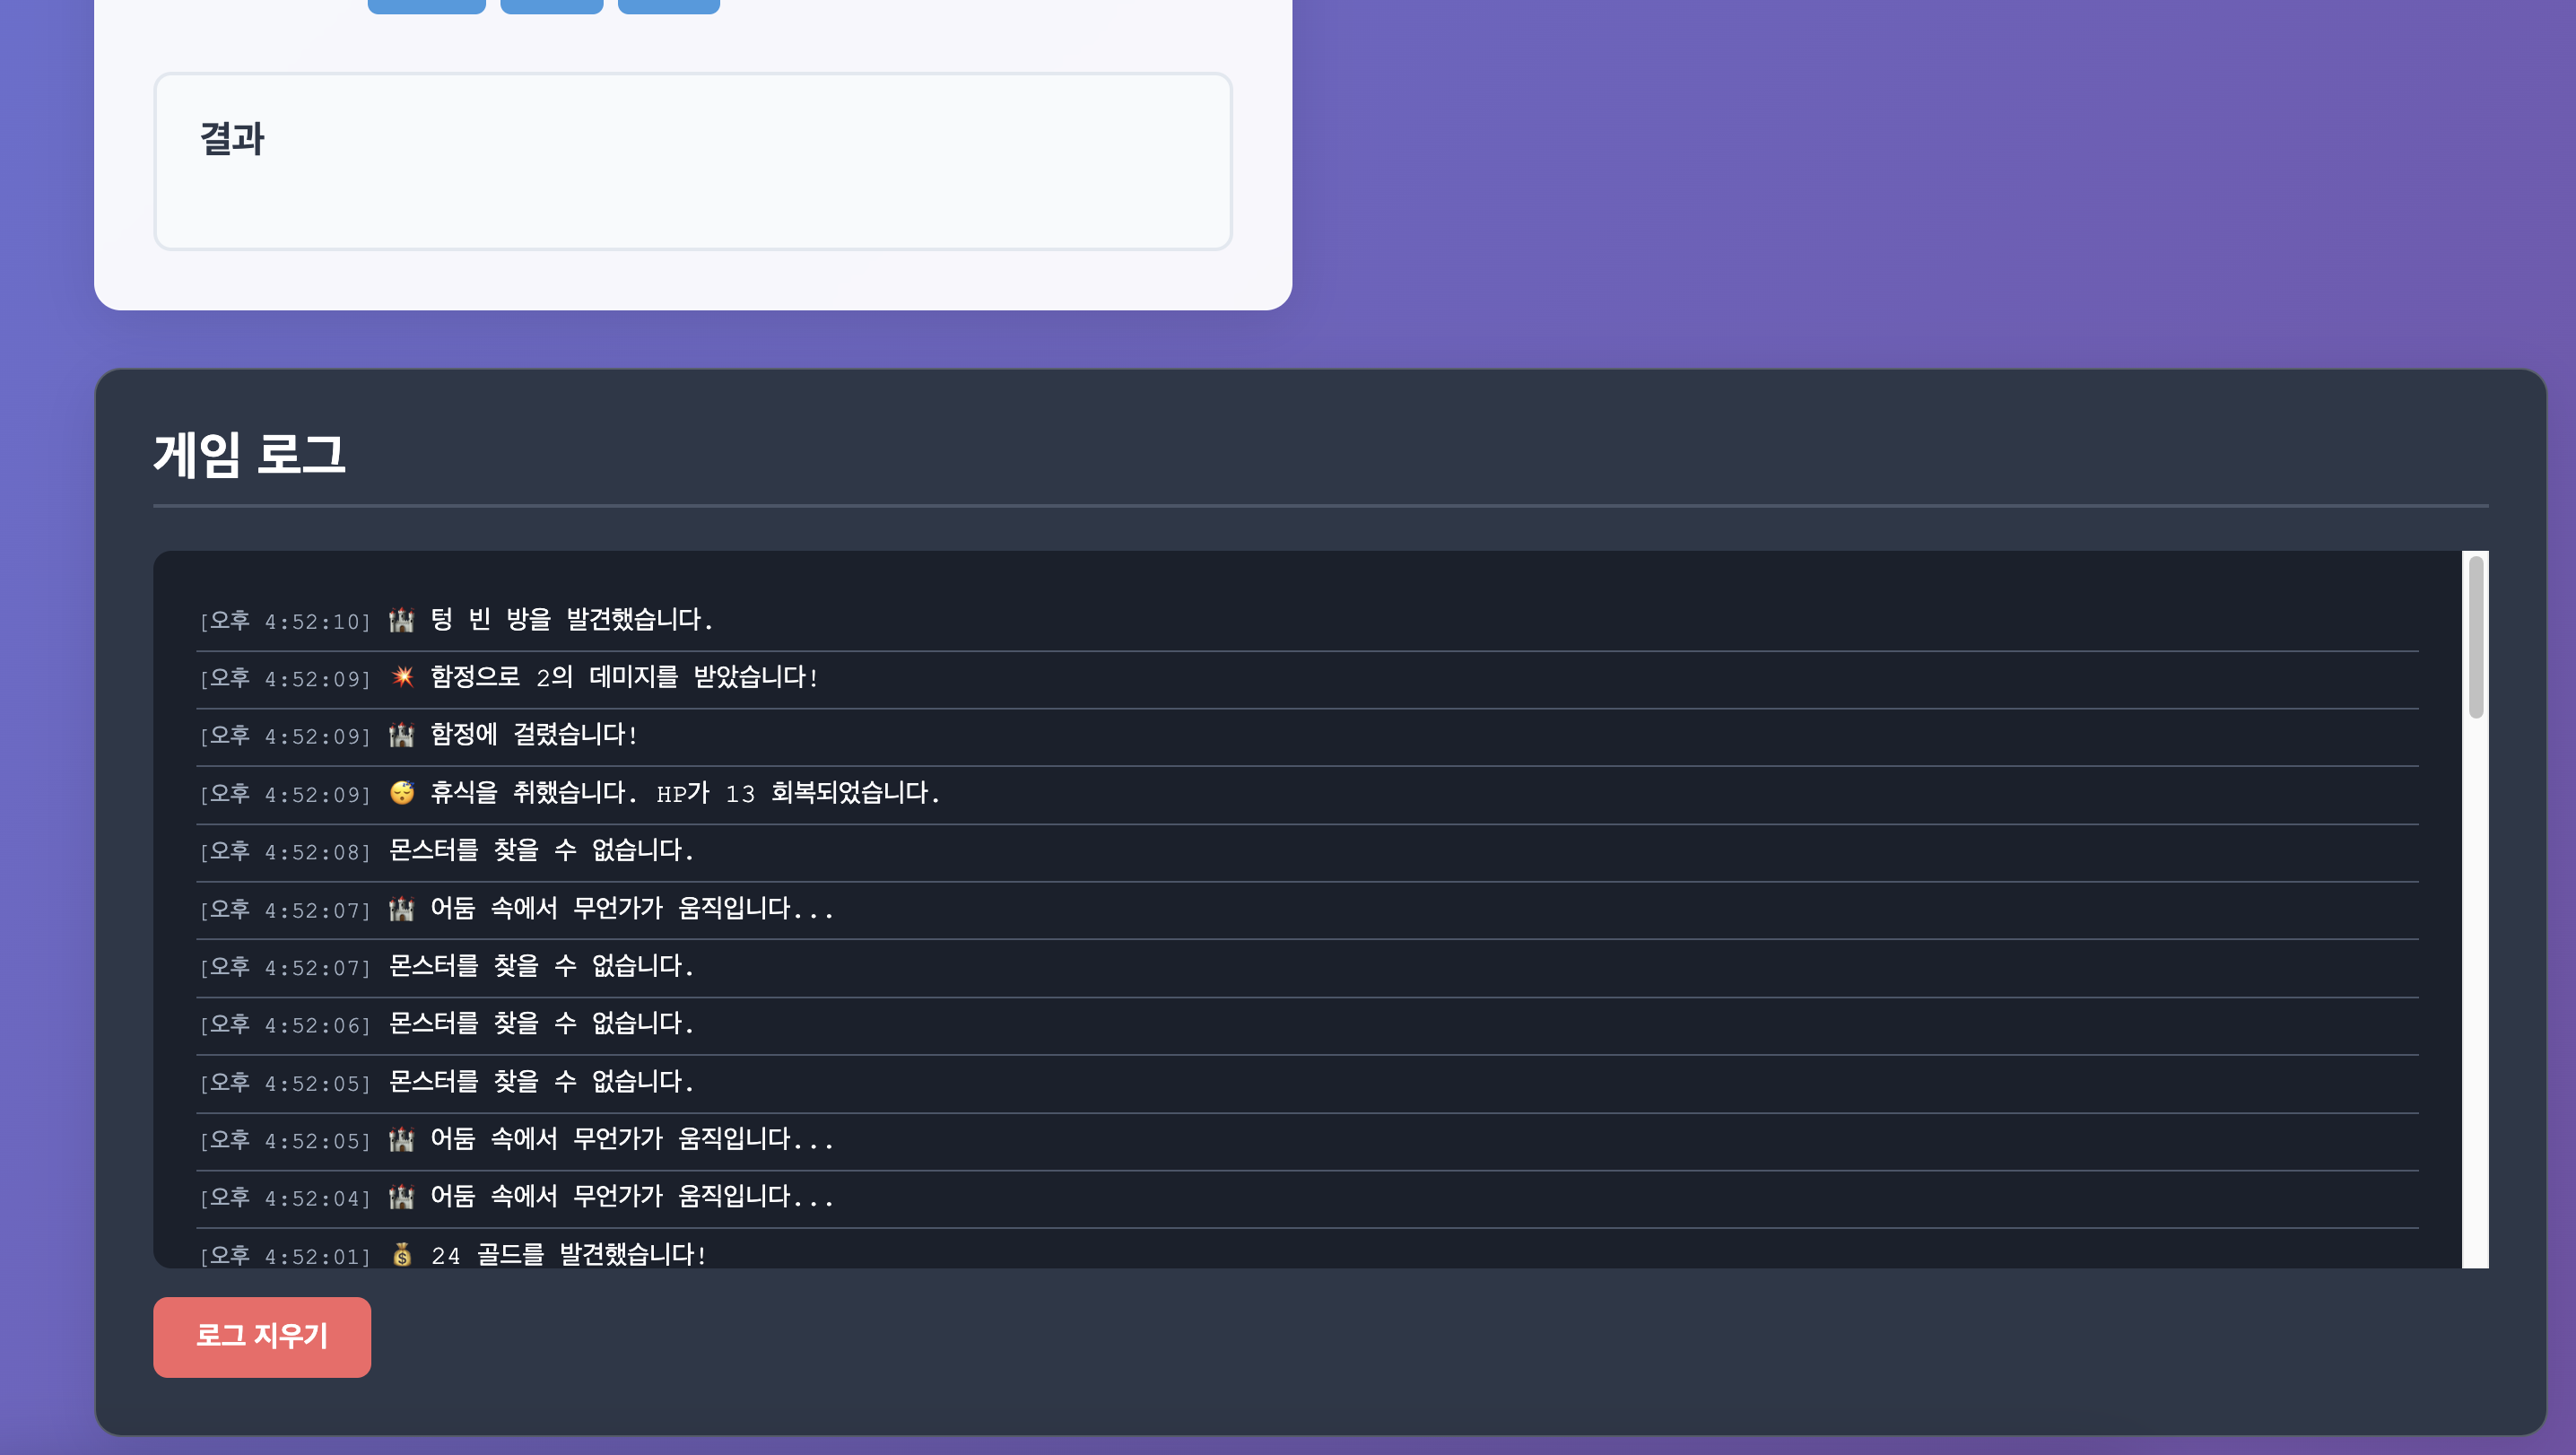 결과
게임 로그
[오후 4:52:10] 🏰 텅 빈 방을 발견했습니다.
[오후 4:52:09] 💥 함정으로 2의 데미지를 받았습니다!
[오후 4:52:09] 🏰 함정에 걸렸습니다!
[오후 4:52:09] 😴 휴식을 취했습니다. HP가 13 회복되었습니다.
[오후 4:52:08] 몬스터를 찾을 수 없습니다.
[오후 4:52:07] 🏰 어둠 속에서 무언가가 움직입니다...
[오후 4:52:07] 몬스터를 찾을 수 없습니다.
[오후 4:52:06] 몬스터를 찾을 수 없습니다.
[오후 4:52:05] 몬스터를 찾을 수 없습니다.
[오후 4:52:05] 🏰 어둠 속에서 무언가가 움직입니다...
[오후 4:52:04] 🏰 어둠 속에서 무언가가 움직입니다...
[오후 4:52:01] 💰 24 골드를 발견했습니다!
로그 지우기